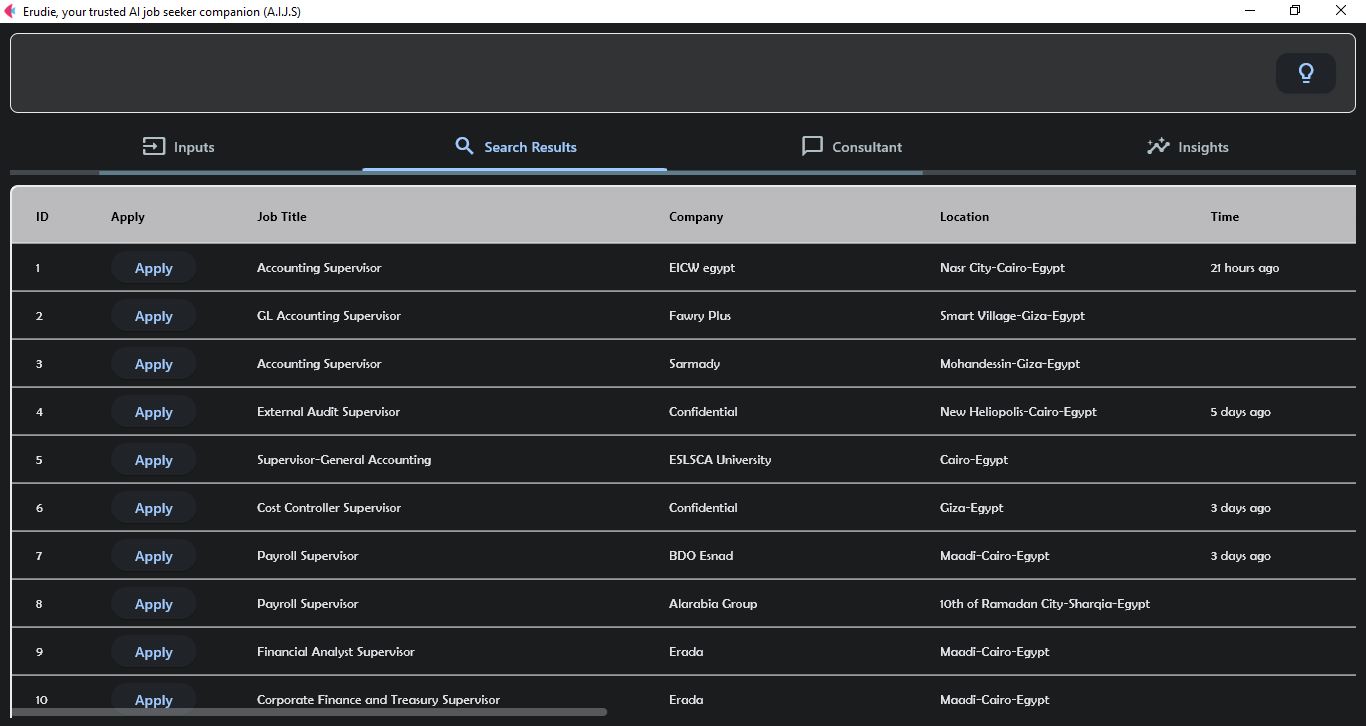 Erudie, your trusted AI job seeker companion (A.I.J.S)
Inputs Search Results Consultant Insights
ID Apply Job Title Company Location Time
1 Apply Accounting Supervisor EICW egypt Nasr City-Cairo-Egypt 21 hours ago
2 Apply GL Accounting Supervisor Fawry Plus Smart Village-Giza-Egypt
3 Apply Accounting Supervisor Sarmady Mohandessin-Giza-Egypt
4 Apply External Audit Supervisor Confidential New Heliopolis-Cairo-Egypt 5 days ago
5 Apply Supervisor-General Accounting ESLSCA University Cairo-Egypt
6 Apply Cost Controller Supervisor Confidential Giza-Egypt 3 days ago
7 Apply Payroll Supervisor BDO Esnad Maadi-Cairo-Egypt 3 days ago
8 Apply Payroll Supervisor Alarabia Group 10th of Ramadan City-Sharqia-Egypt
9 Apply Financial Analyst Supervisor Erada Maadi-Cairo-Egypt
10 Apply Corporate Finance and Treasury Supervisor Erada Maadi-Cairo-Egypt